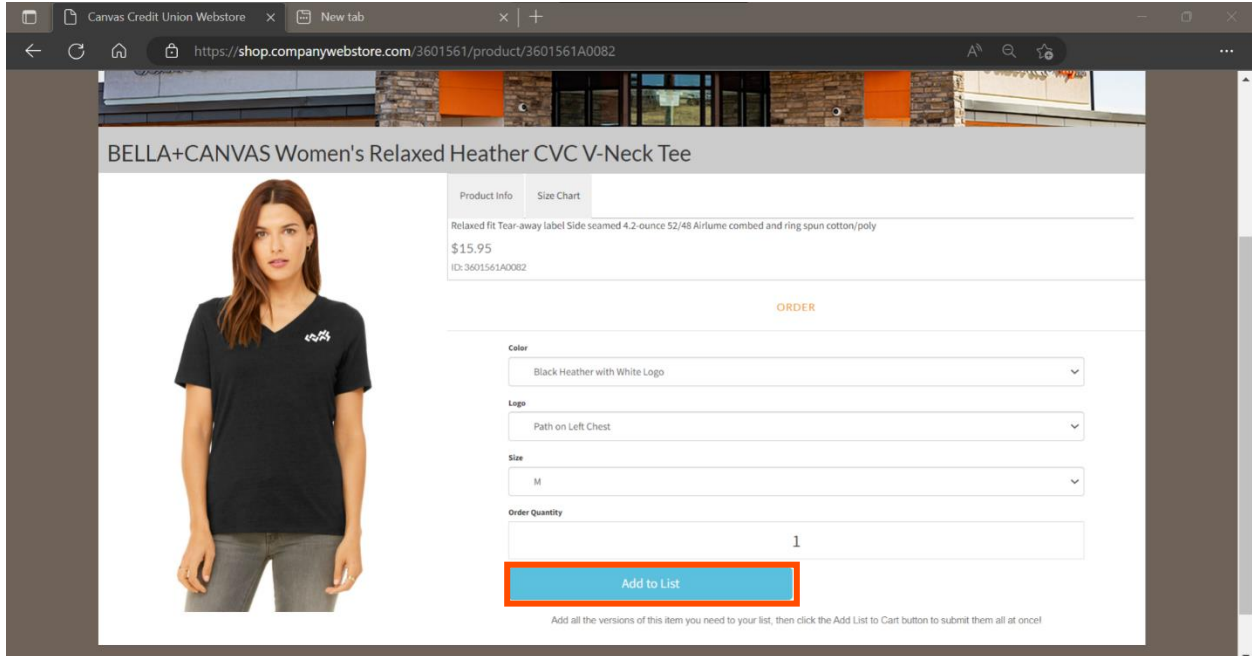 Canvas Credit Union Webstore
New tab
https://shop.companywebstore.com/3601561/product/3601561A0082
BELLA+CANVAS Women's Relaxed Heather CVC V-Neck Tee
Product Info
Size Chart
Relaxed fit Tear-away label Side seamed 4.2-ounce 52/48 Airlume combed and ring spun cotton/poly
$15.95
ID: 3601561A0082
ORDER
Color
Black Heather with White Logo
Logo
Path on Left Chest
Size
M
Order Quantity
1
Add to List
Add all the versions of this item you need to your list, then click the Add List to Cart button to submit them all at once!